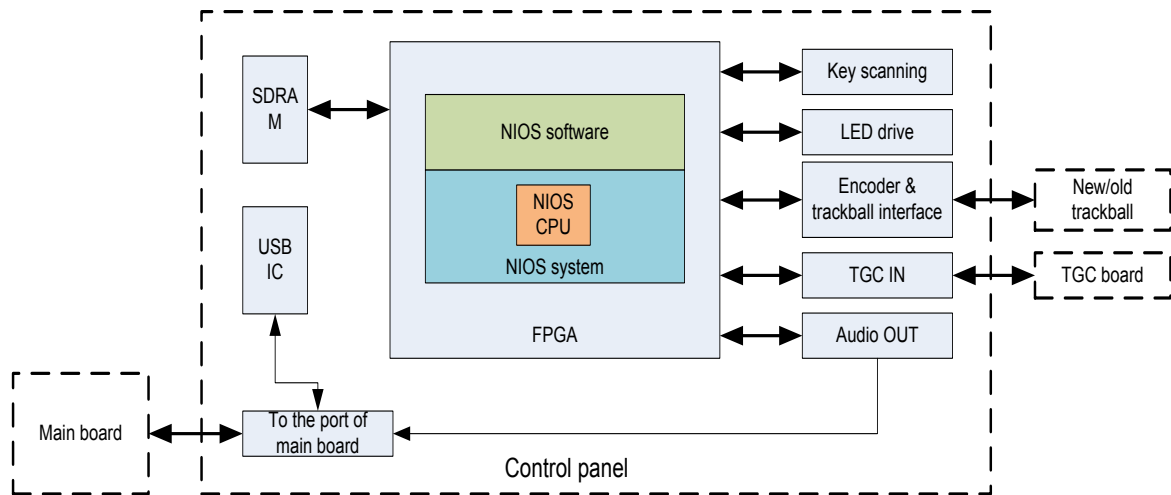 SDRA
M
USB
IC
NIOS software
NIOS
CPU
NIOS system
FPGA
Key scanning
LED drive
Encoder &
trackball interface
TGC IN
Audio OUT
New/old
trackball
TGC board
Main board
To the port of
main board
Control panel